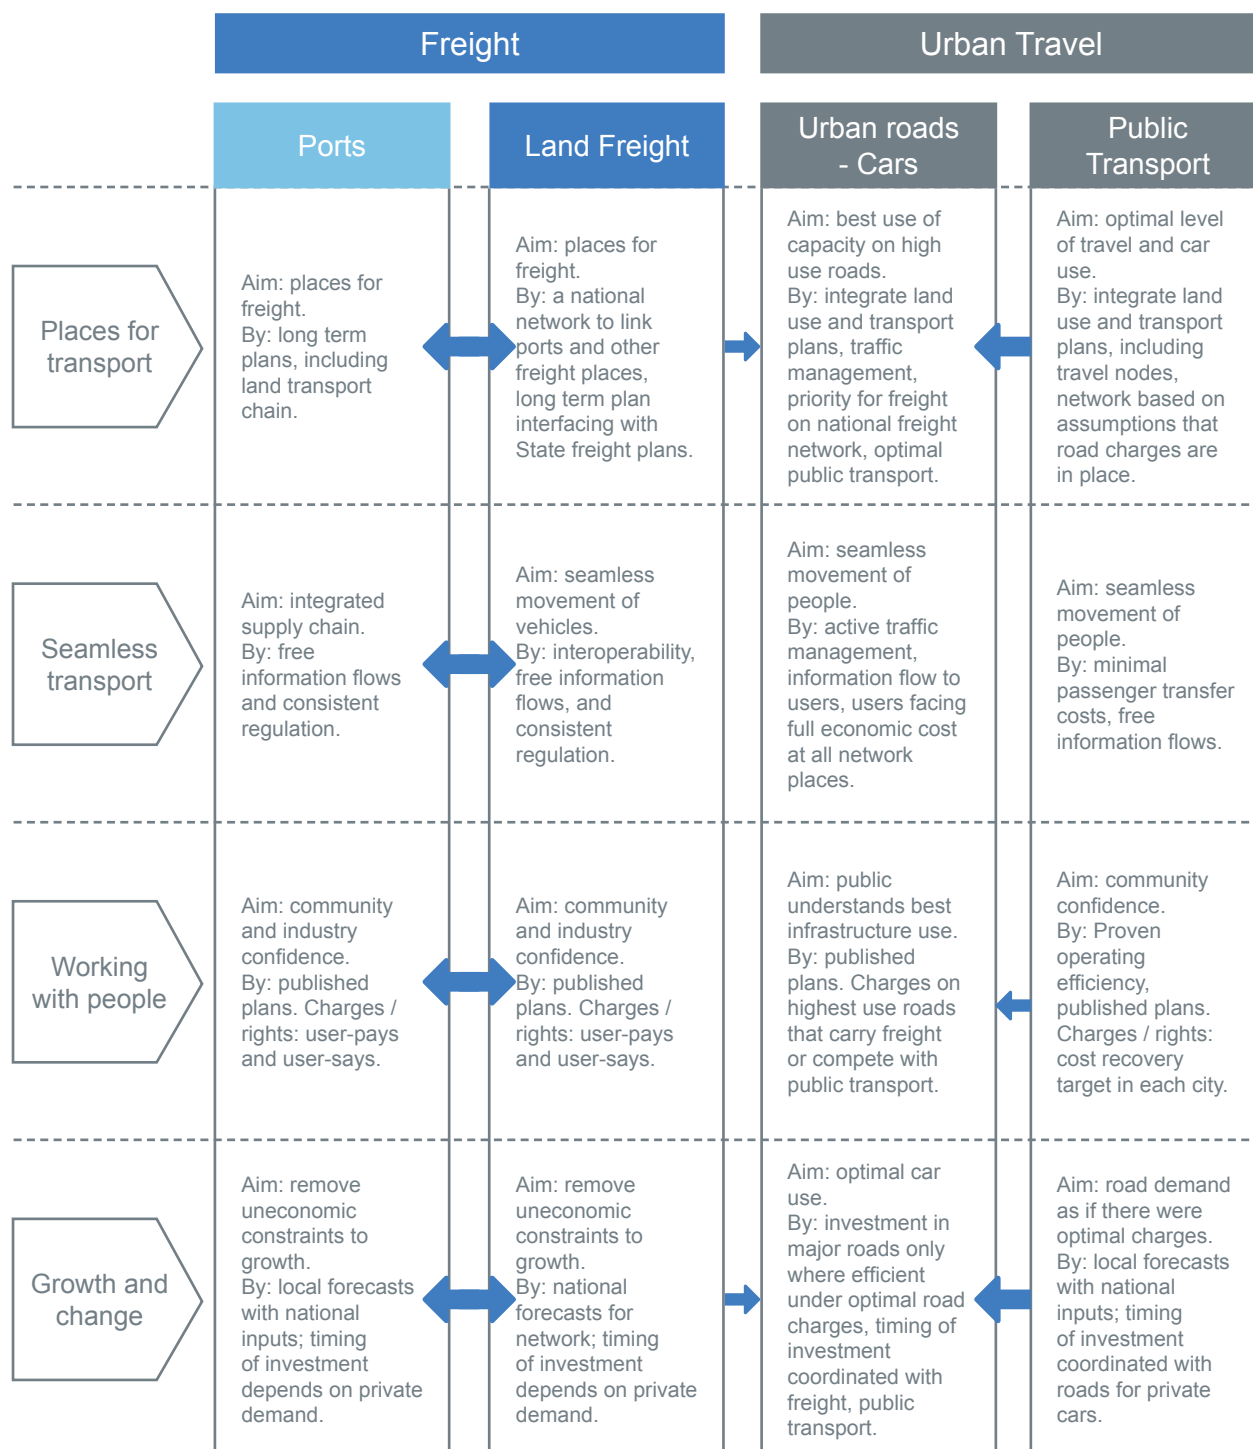 Freight
Urban Travel
Ports
Land Freight
Urban roads
- Cars
Public
Transport
Places for
transport
Aim: places for
freight.
By: long term
plans, including
land transport
chain.
Aim: places for
freight.
By: a national
network to link
ports and other
freight places,
long term plan
interfacing with
State freight plans.
Aim: best use of
capacity on high
use roads.
By: integrate land
use and transport
plans, traffic
management,
priority for freight
on national freight
network, optimal
public transport.
Aim: optimal level
of travel and car
use.
By: integrate land
use and transport
plans, including
travel nodes,
network based on
assumptions that
road charges are
in place.
Seamless
transport
Aim: integrated
supply chain.
By: free
information flows
and consistent
regulation.
Aim: seamless
movement of
vehicles.
By: interoperability,
free information
flows, and
consistent
regulation.
Aim: seamless
movement of
people.
By: active traffic
management,
information flow to
users, users facing
full economic cost
at all network
places.
Aim: seamless
movement of
people.
By: minimal
passenger transfer
costs, free
information flows.
Working
with people
Aim: community
and industry
confidence.
By: published
plans. Charges /
rights: user-pays
and user-says.
Aim: community
and industry
confidence.
By: published
plans. Charges /
rights: user-pays
and user-says.
Aim: public
understands best
infrastructure use.
By: published
plans. Charges on
highest use roads
that carry freight
or compete with
public transport.
Aim: community
confidence.
By: Proven
operating
efficiency,
published plans.
Charges / rights:
cost recovery
target in each city.
Growth and
change
Aim: remove
uneconomic
constraints to
growth.
By: local forecasts
with national
inputs; timing
of investment
depends on private
demand.
Aim: remove
uneconomic
constraints to
growth.
By: national
forecasts for
network; timing
of investment
depends on private
demand.
Aim: optimal car
use.
By: investment in
major roads only
where efficient
under optimal road
charges, timing of
investment
coordinated with
freight, public
transport.
Aim: road demand
as if there were
optimal charges.
By: local forecasts
with national
inputs; timing
of investment
coordinated with
roads for private
cars.